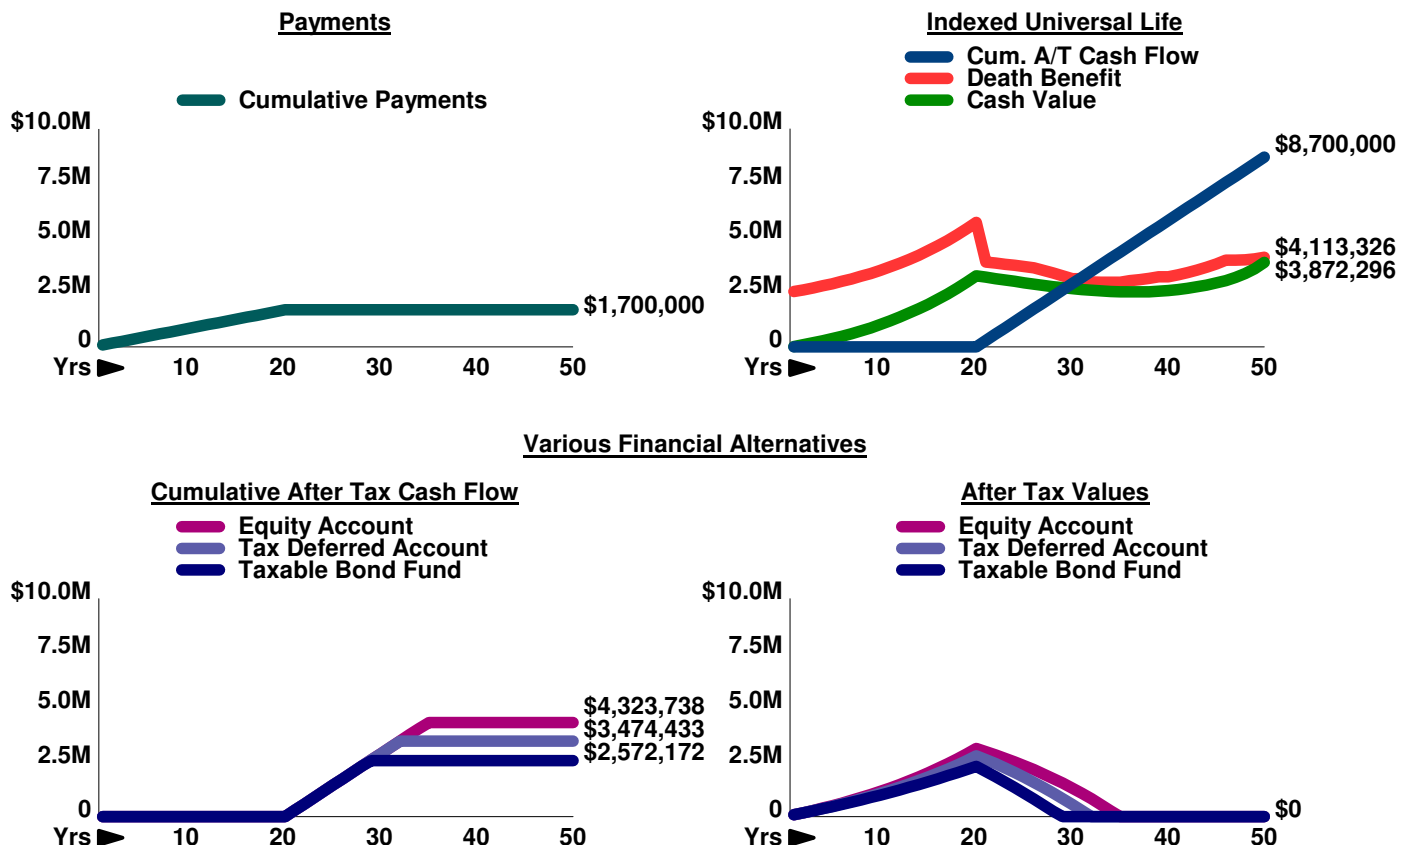 Payments
Cumulative Payments
$10.0M
7.5M
5.0M
2.5M
0
$1,700,000
Yrs 10 20 30 40 50
Indexed Universal Life
Cum. A/T Cash Flow
Death Benefit
Cash Value
$10.0M
7.5M
5.0M
2.5M
0
$8,700,000
$4,113,326
$3,872,296
Yrs 10 20 30 40 50
Various Financial Alternatives
Cumulative After Tax Cash Flow
Equity Account
Tax Deferred Account
Taxable Bond Fund
$10.0M
7.5M
5.0M
2.5M
0
$4,323,738
$3,474,433
$2,572,172
Yrs 10 20 30 40 50
After Tax Values
Equity Account
Tax Deferred Account
Taxable Bond Fund
$10.0M
7.5M
5.0M
2.5M
0
$0
Yrs 10 20 30 40 50